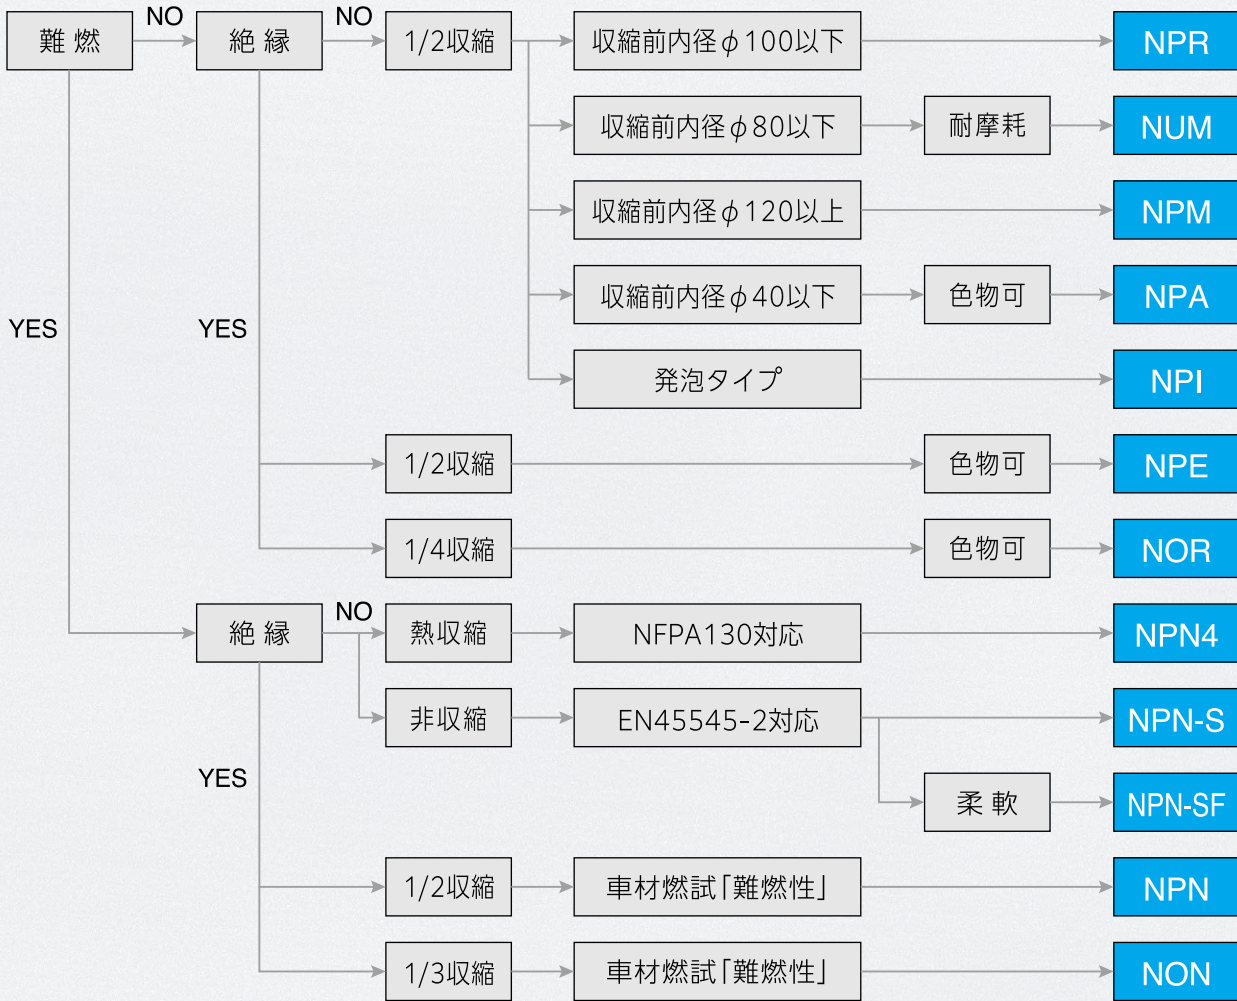 難 燃
NO
絶 縁
NO
1/2収縮
収縮前内径φ100以下
NPR
収縮前内径φ80以下
耐摩耗
NUM
収縮前内径φ120以上
NPM
収縮前内径φ40以下
色物可
NPA
YES
YES
発泡タイプ
NPI
1/2収縮
色物可
NPE
1/4収縮
色物可
NOR
絶 縁
NO
熱収縮
NFPA130対応
NPN4
非収縮
EN45545-2対応
NPN-S
YES
柔 軟
NPN-SF
1/2収縮
車材燃試「難燃性」
NPN
1/3収縮
車材燃試「難燃性」
NON